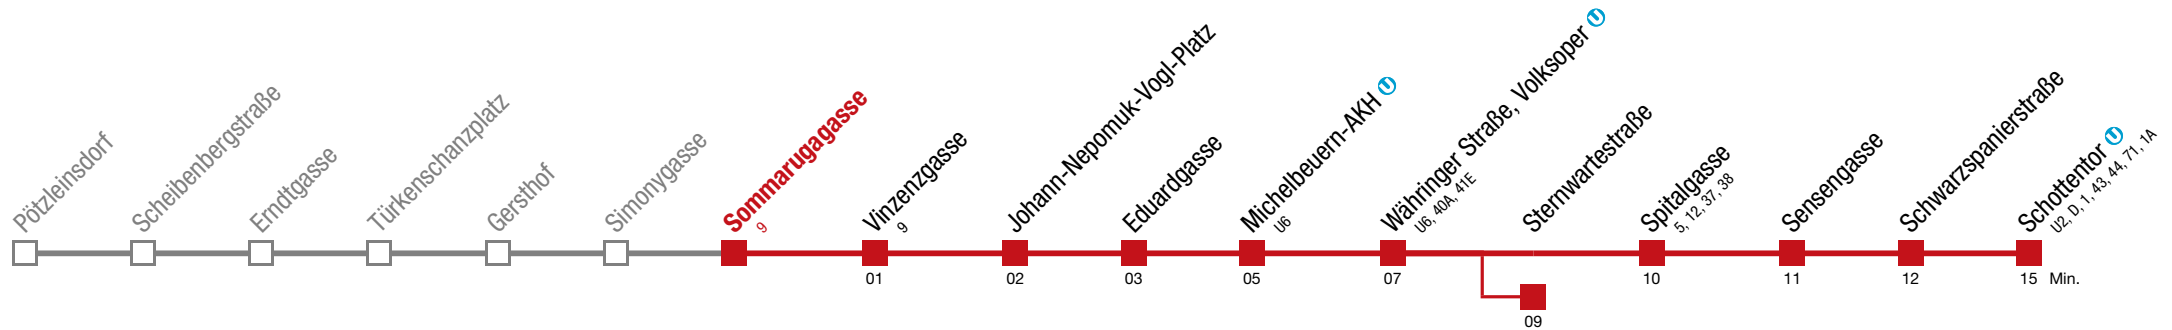 Pötzleinsdorf
Scheibenbergstraße
Erndtgasse
Türkenschanzplatz
Gersthof
Simonygasse
Sommarugagasse
9
Vinzenzgasse
9
Johann-Nepomuk-Vogl-Platz
Eduardgasse
Michelbeuern-AKH U
U6
Währinger Straße, Volksoper U
U6, 40A, 41E
Sternwartestraße
Spitalgasse
5, 12, 37, 38
Sensengasse
Schwarzspanierstraße
Schottentor U
U2, D, 1, 43, 44, 71, 1A
01 02 03 05 07 10 11 12 15 Min.
09